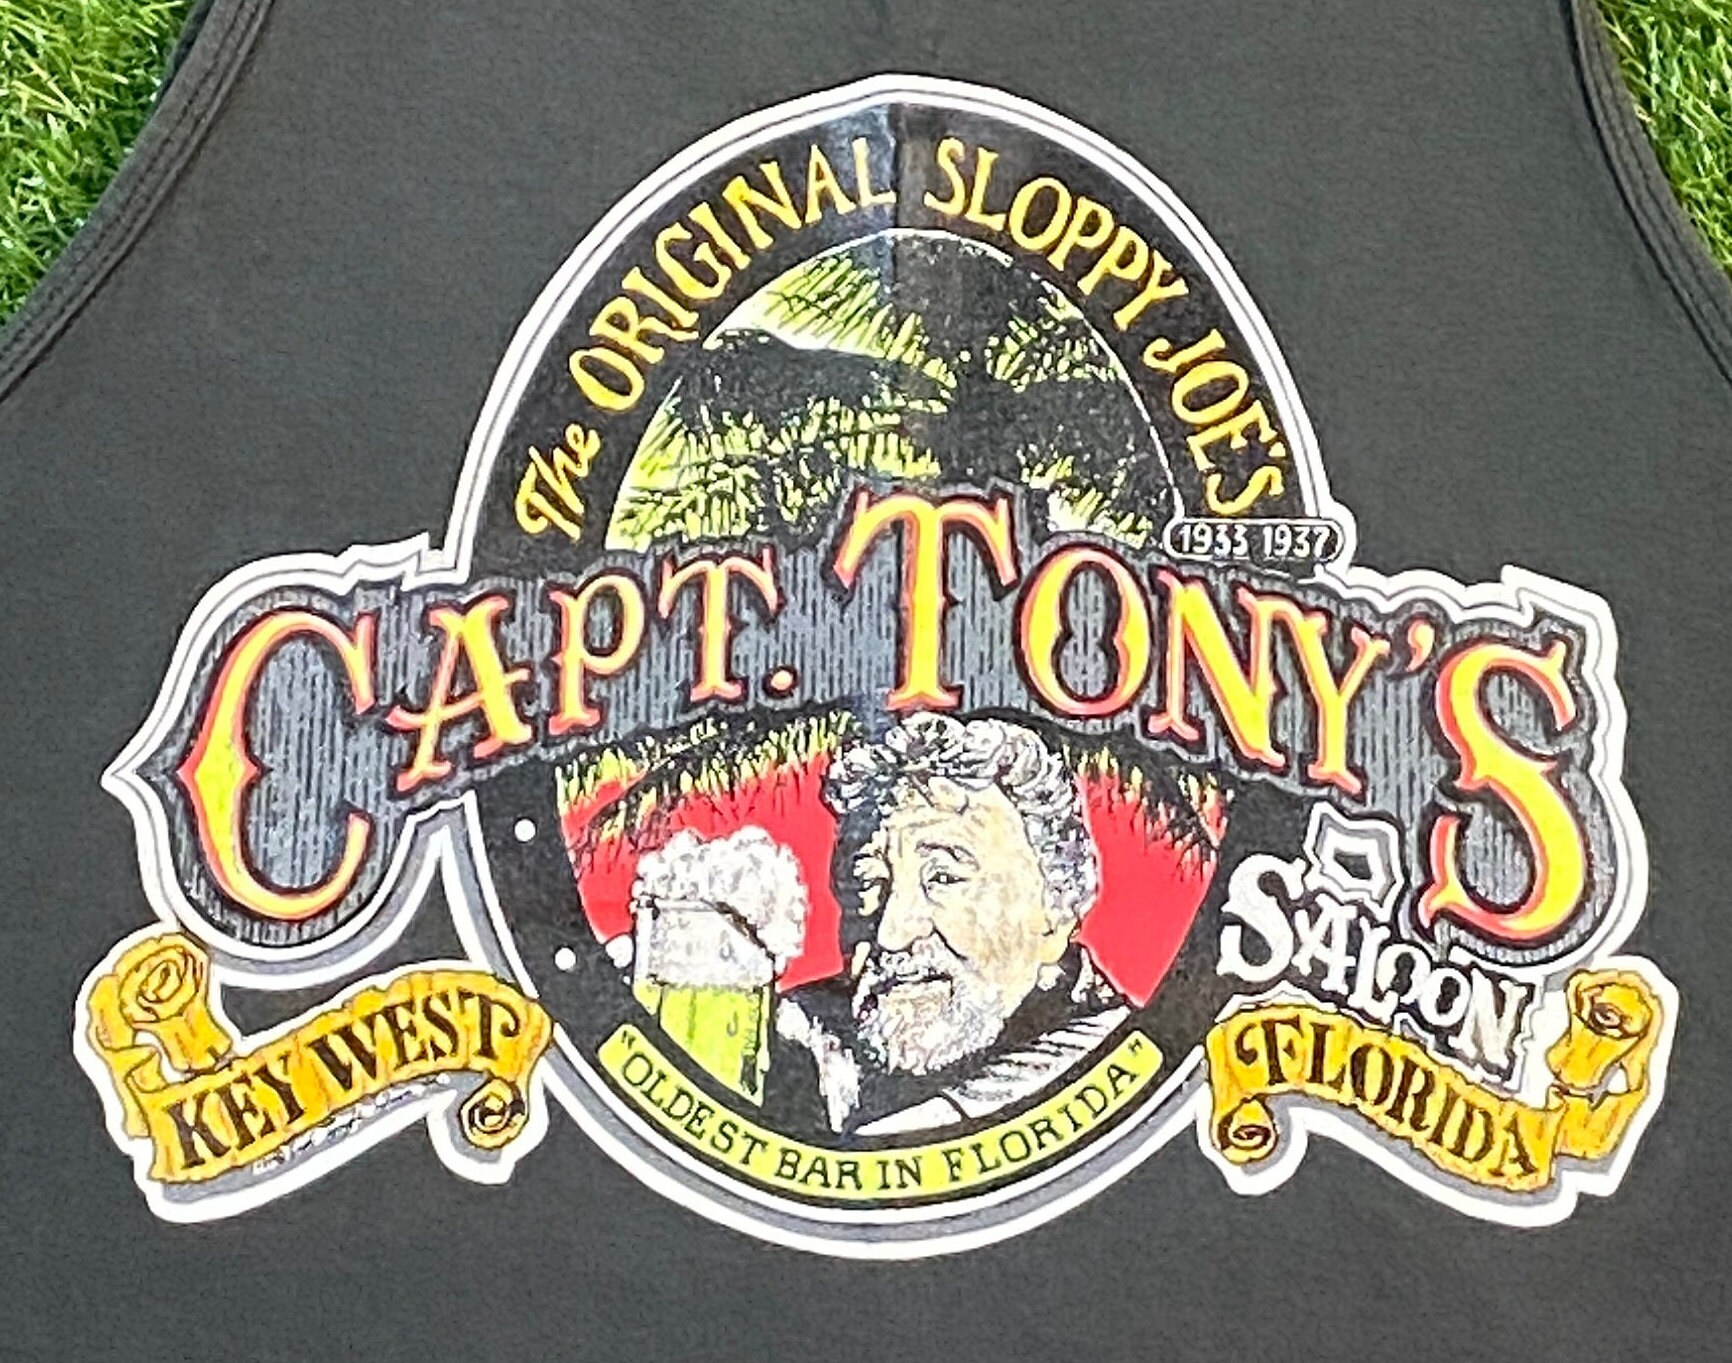 The ORIGINAL SLOPPY JOE'S
1933 1937
CAPT. TONY'S
SALOON
KEY WEST
FLORIDA
"OLDEST BAR IN FLORIDA"